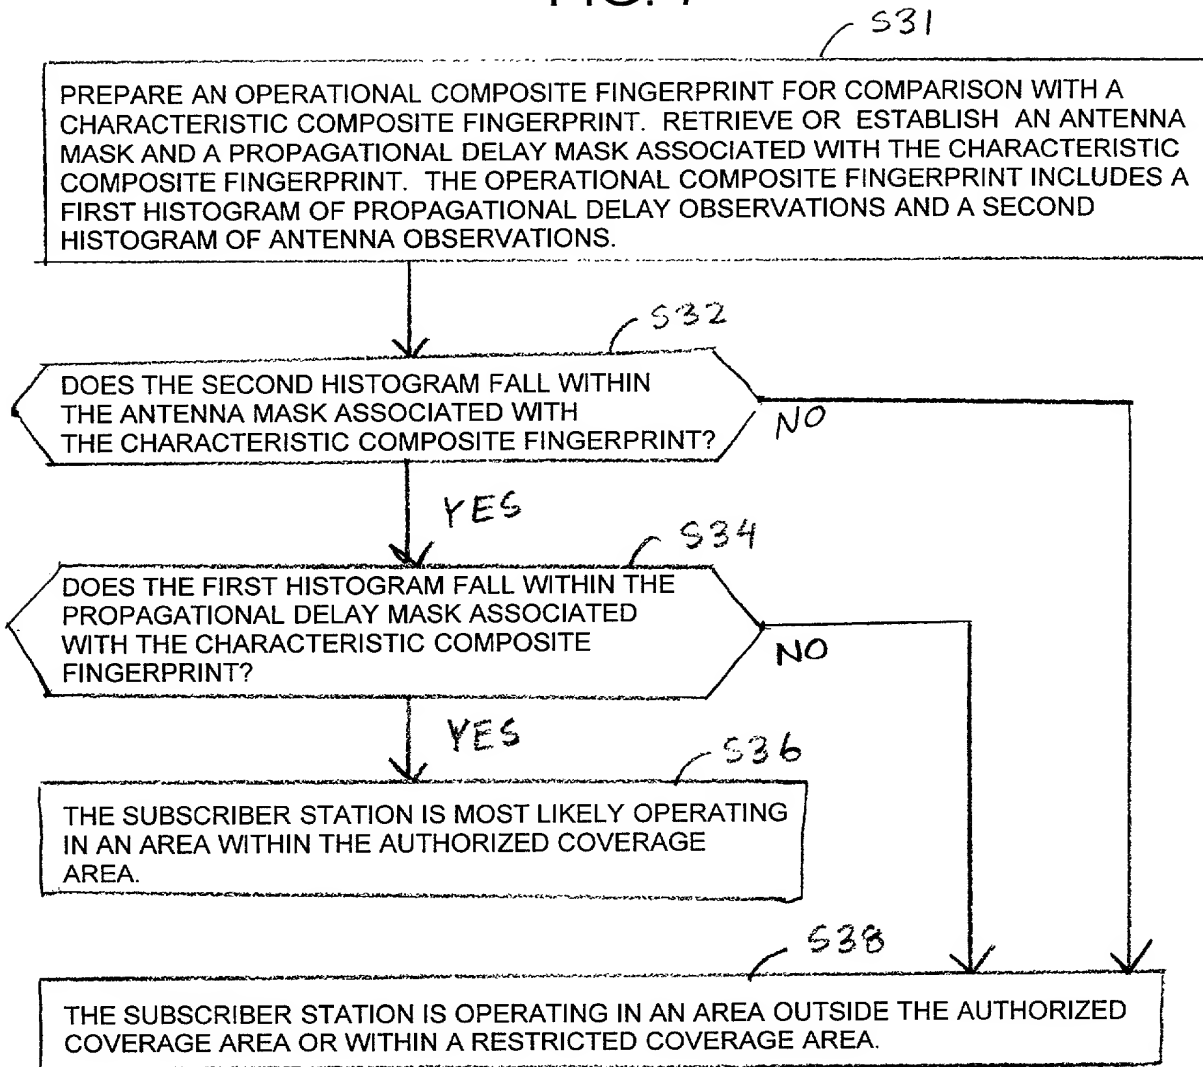 S31
PREPARE AN OPERATIONAL COMPOSITE FINGERPRINT FOR COMPARISON WITH A
CHARACTERISTIC COMPOSITE FINGERPRINT. RETRIEVE OR ESTABLISH AN ANTENNA
MASK AND A PROPAGATIONAL DELAY MASK ASSOCIATED WITH THE CHARACTERISTIC
COMPOSITE FINGERPRINT. THE OPERATIONAL COMPOSITE FINGERPRINT INCLUDES A
FIRST HISTOGRAM OF PROPAGATIONAL DELAY OBSERVATIONS AND A SECOND
HISTOGRAM OF ANTENNA OBSERVATIONS.
S32
DOES THE SECOND HISTOGRAM FALL WITHIN
THE ANTENNA MASK ASSOCIATED WITH
THE CHARACTERISTIC COMPOSITE FINGERPRINT?
NO
YES
S34
DOES THE FIRST HISTOGRAM FALL WITHIN THE
PROPAGATIONAL DELAY MASK ASSOCIATED
WITH THE CHARACTERISTIC COMPOSITE
FINGERPRINT?
NO
YES
S36
THE SUBSCRIBER STATION IS MOST LIKELY OPERATING
IN AN AREA WITHIN THE AUTHORIZED COVERAGE
AREA.
S38
THE SUBSCRIBER STATION IS OPERATING IN AN AREA OUTSIDE THE AUTHORIZED
COVERAGE AREA OR WITHIN A RESTRICTED COVERAGE AREA.